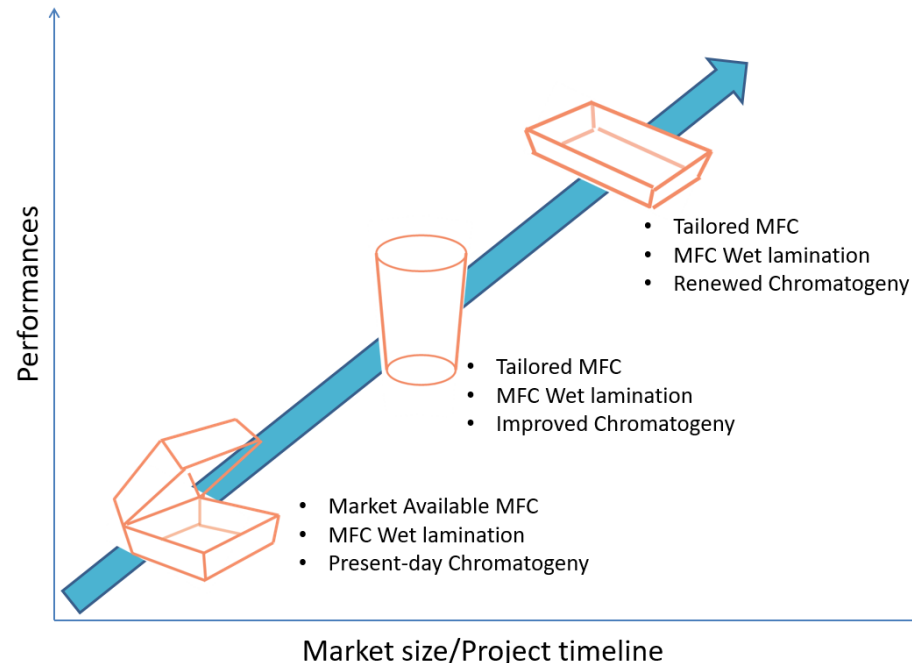 Performances
• Tailored MFC
• MFC Wet lamination
• Renewed Chromatogeny
• Tailored MFC
• MFC Wet lamination
• Improved Chromatogeny
• Market Available MFC
• MFC Wet lamination
• Present-day Chromatogeny
Market size/Project timeline